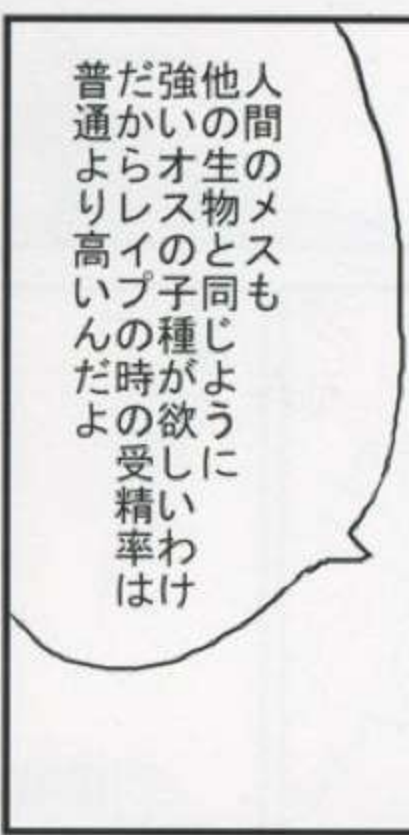 人間のメスも
他の生物と同じように
強いオスの子種が欲しいわけ
だからレイプの時の受精率は
普通より高いんだよ